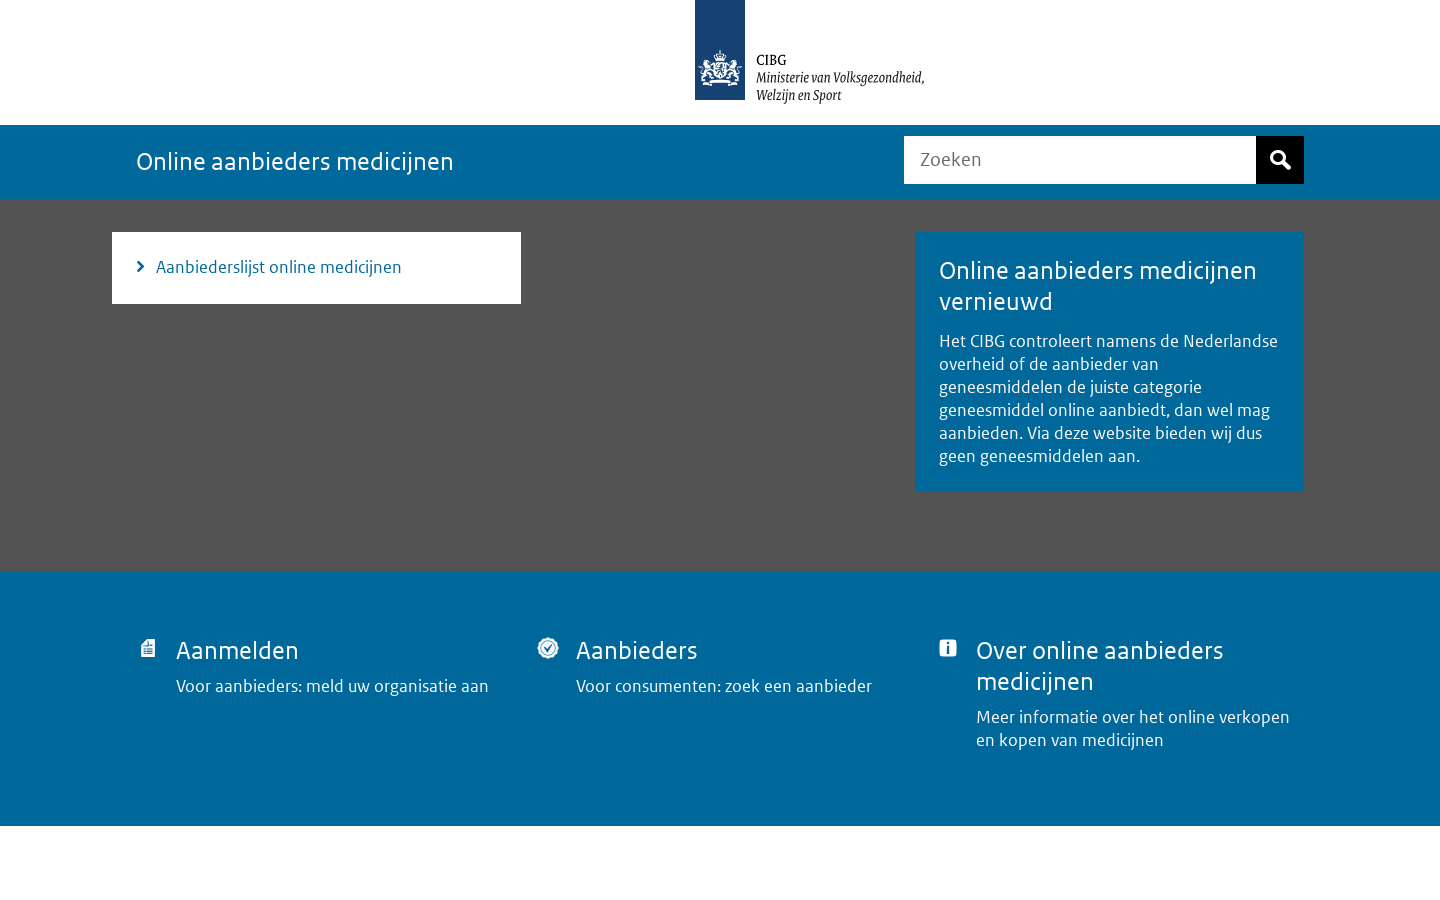 CIBG
Ministerie van Volksgezondheid,
Welzijn en Sport
Online aanbieders medicijnen
Zoeken
Aanbiederslijst online medicijnen
Online aanbieders medicijnen
vernieuwd
Het CIBG controleert namens de Nederlandse
overheid of de aanbieder van
geneesmiddelen de juiste categorie
geneesmiddel online aanbiedt, dan wel mag
aanbieden. Via deze website bieden wij dus
geen geneesmiddelen aan.
Aanmelden
Voor aanbieders: meld uw organisatie aan
Aanbieders
Voor consumenten: zoek een aanbieder
Over online aanbieders
medicijnen
Meer informatie over het online verkopen
en kopen van medicijnen